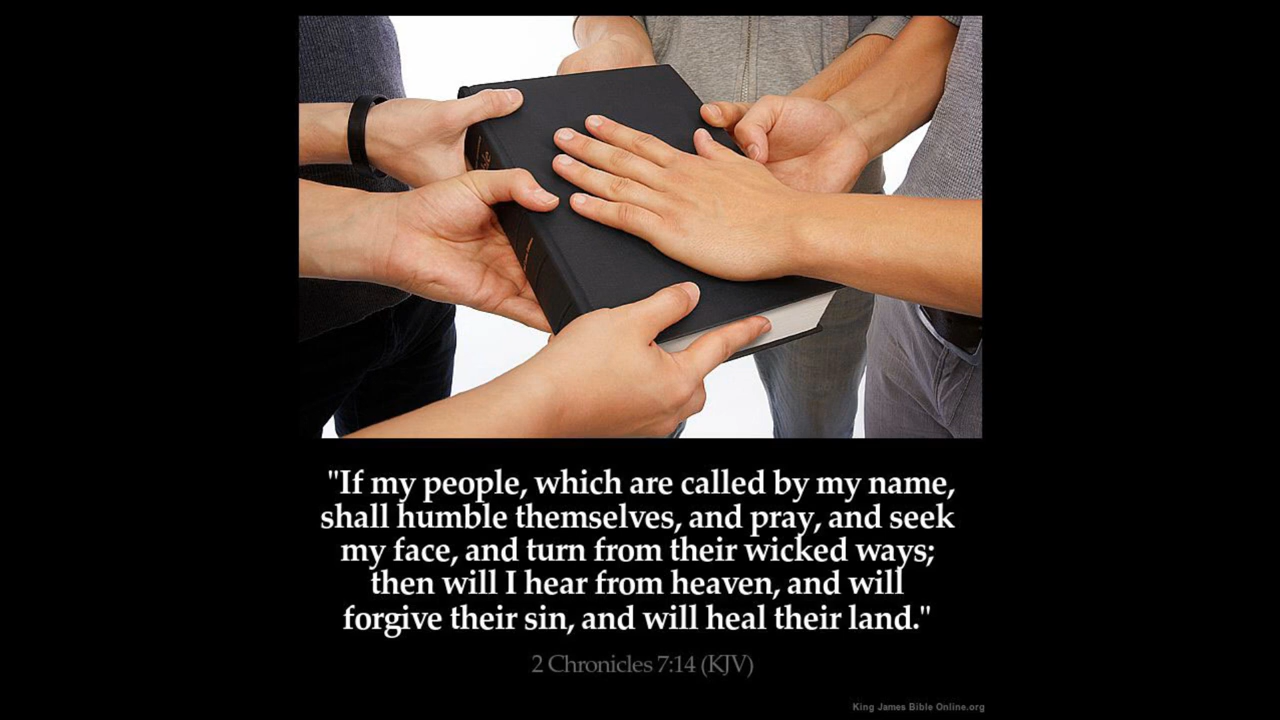 "If my people, which are called by my name,
shall humble themselves, and pray, and seek
my face, and turn from their wicked ways;
then will I hear from heaven, and will
forgive their sin, and will heal their land."
2 Chronicles 7:14 (KJV)
King James Bible Online.org